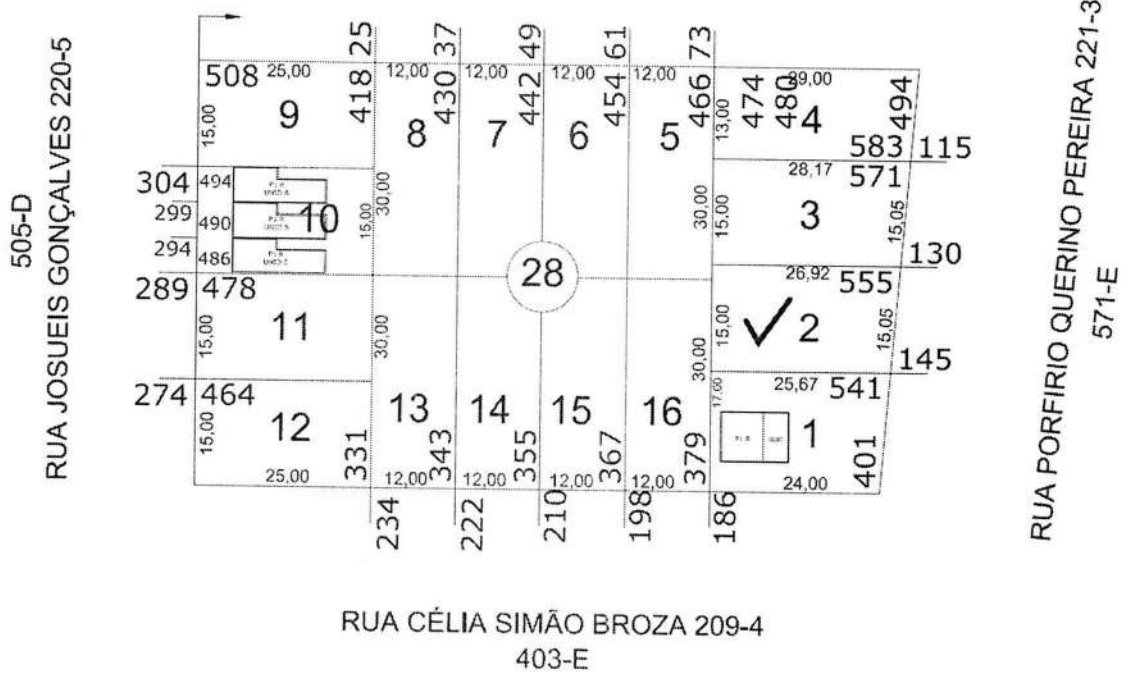 25 37 49 61 73
508 25,00 12,00 12,00 12,00 12,00 29,00
418 430 442 454 466 474 480 494
15,00 9 8 7 6 5 13,00 4
583 115
304 494 28,17 571
299 490 10 15,00 30,00 30,00 15,00 3 15,05
294 486 130
289 478 28 26,92 555
15,00 11 30,00 30,00 15,00 2 15,05
145
274 464 17,00 25,67 541
15,00 12 13 14 15 16 1
331 343 355 367 379 401
25,00 12,00 12,00 12,00 12,00 24,00
234 222 210 198 186
505-D
RUA JOSUEIS GONÇALVES 220-5
RUA PORFIRIO QUERINO PEREIRA 221-3
571-E
RUA CÉLIA SIMÃO BROZA 209-4
403-E